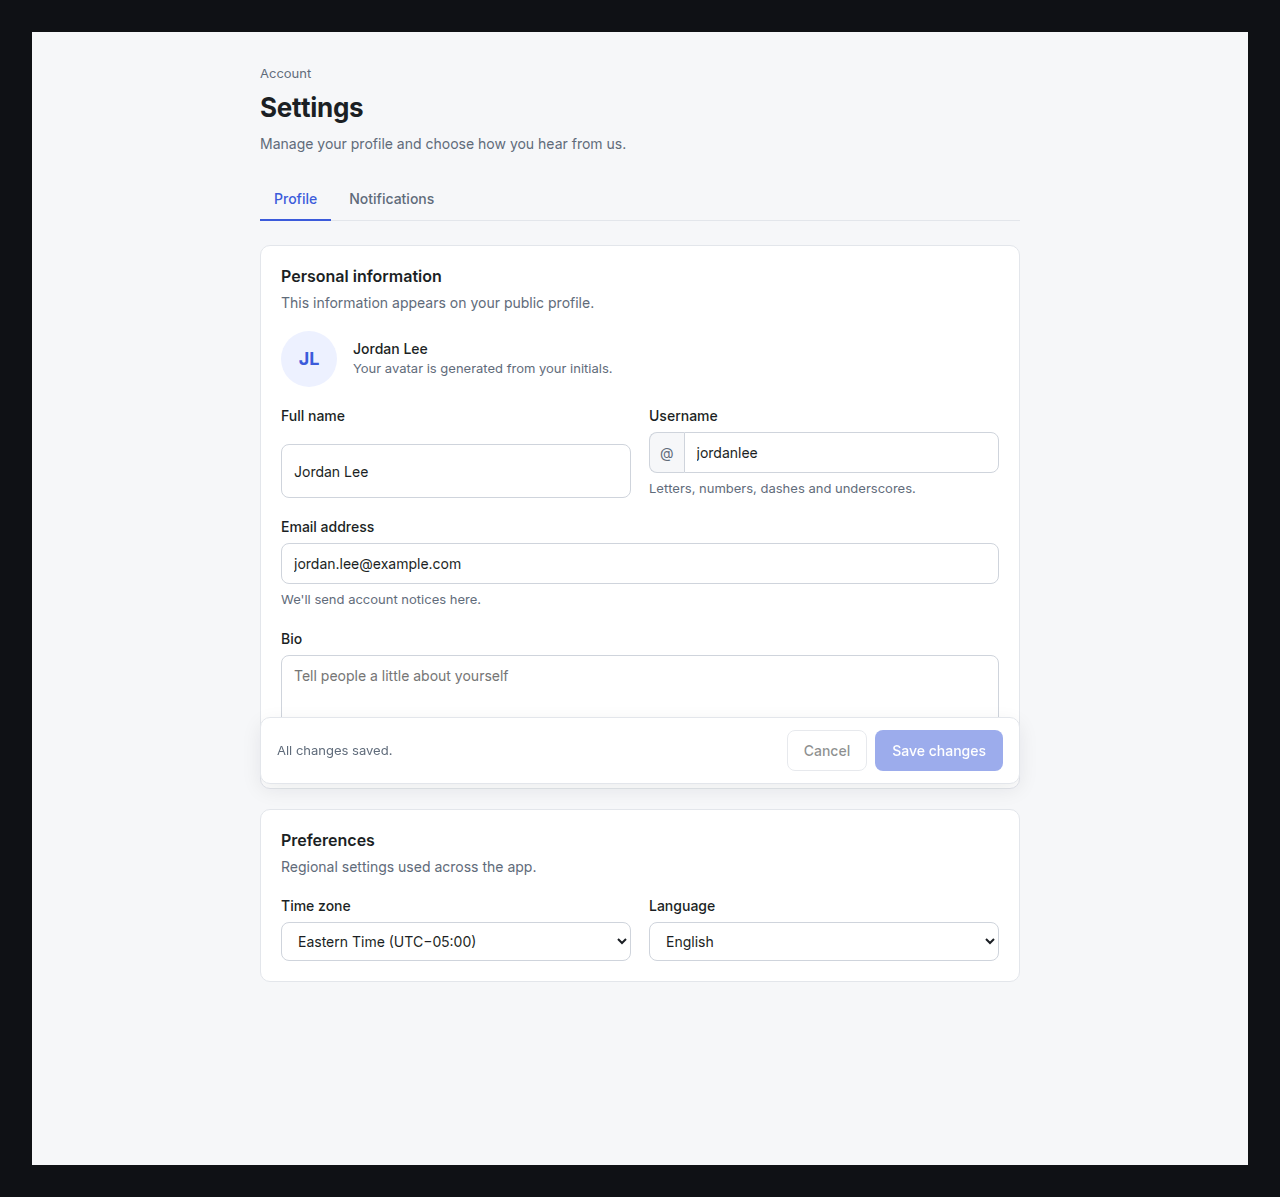 Account
Settings
Manage your profile and choose how you hear from us.
Profile Notifications
Personal information
This information appears on your public profile.
JL
Jordan Lee
Your avatar is generated from your initials.
Full name
Jordan Lee
Username
@ jordanlee
Letters, numbers, dashes and underscores.
Email address
jordan.lee@example.com
We'll send account notices here.
Bio
Tell people a little about yourself
All changes saved.
Cancel
Save changes
Preferences
Regional settings used across the app.
Time zone
Eastern Time (UTC−05:00)
Language
English